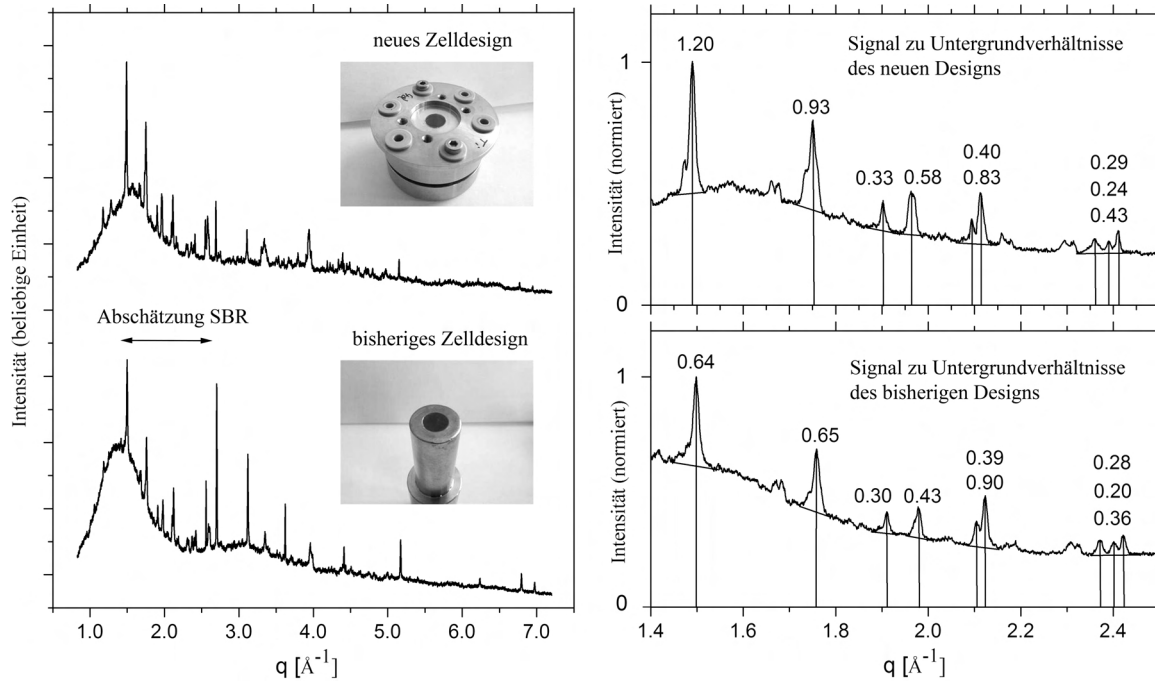 neues Zelldesign
Abschätzung SBR
bisheriges Zelldesign
Intensität (beliebige Einheit)
1.0 2.0 3.0 4.0 5.0 6.0 7.0
q [Å⁻¹]
Signal zu Untergrundverhältnisse
des neuen Designs
1.20
0.93
0.33
0.58
0.40
0.83
0.29
0.24
0.43
1
0
Intensität (normiert)
Signal zu Untergrundverhältnisse
des bisherigen Designs
0.64
0.65
0.30
0.43
0.39
0.90
0.28
0.20
0.36
1
0
Intensität (normiert)
1.4 1.6 1.8 2.0 2.2 2.4
q [Å⁻¹]